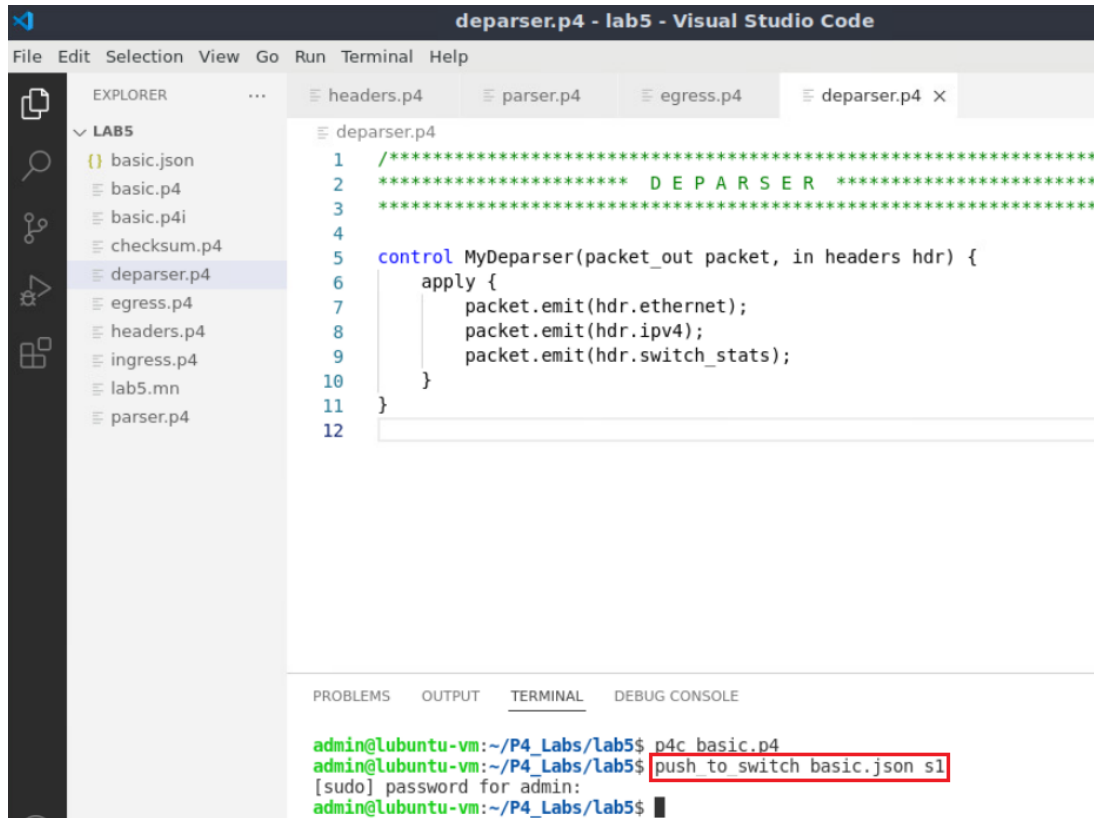 deparser.p4 - lab5 - Visual Studio Code
File Edit Selection View Go Run Terminal Help
EXPLORER ...
headers.p4 parser.p4 egress.p4 deparser.p4 ×
LAB5
{} basic.json
basic.p4
basic.p4i
checksum.p4
deparser.p4
egress.p4
headers.p4
ingress.p4
lab5.mn
parser.p4
deparser.p4
1 /*****************************************************************
2 *********************** D E P A R S E R ************************
3 ******************************************************************
4
5 control MyDeparser(packet_out packet, in headers hdr) {
6 apply {
7 packet.emit(hdr.ethernet);
8 packet.emit(hdr.ipv4);
9 packet.emit(hdr.switch_stats);
10 }
11 }
12
PROBLEMS OUTPUT TERMINAL DEBUG CONSOLE
admin@lubuntu-vm:~/P4_Labs/lab5$ p4c basic.p4
admin@lubuntu-vm:~/P4_Labs/lab5$ push_to_switch basic.json s1
[sudo] password for admin:
admin@lubuntu-vm:~/P4_Labs/lab5$